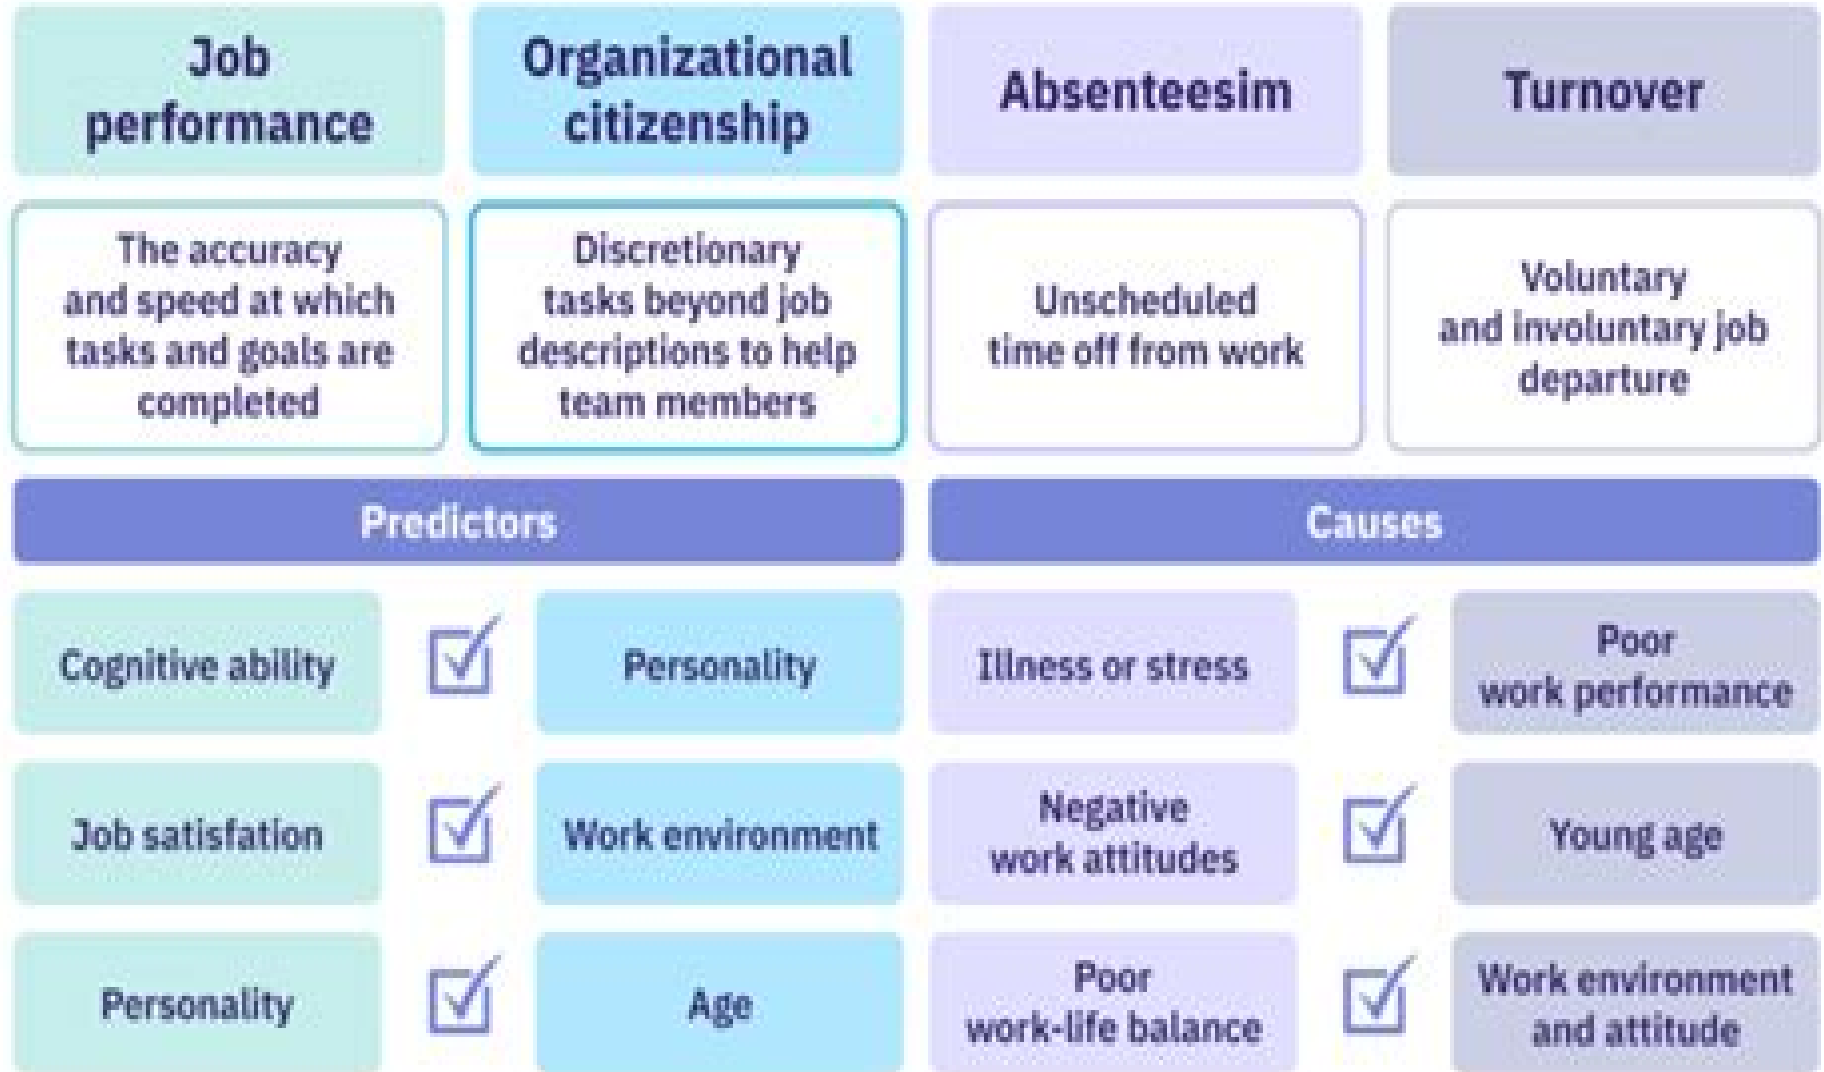 Job
performance
Organizational
citizenship
Absenteesim
Turnover
The accuracy
and speed at which
tasks and goals are
completed
Discretionary
tasks beyond job
descriptions to help
team members
Unscheduled
time off from work
Voluntary
and involuntary job
departure
Predictors
Causes
Cognitive ability
Personality
Illness or stress
Poor
work performance
Job satisfation
Work environment
Negative
work attitudes
Young age
Personality
Age
Poor
work-life balance
Work environment
and attitude